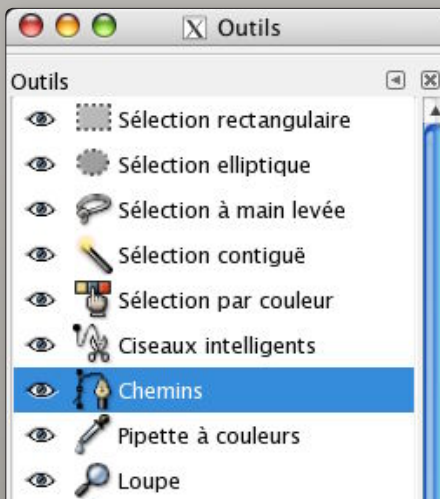 Outils
Outils
Sélection rectangulaire
Sélection elliptique
Sélection à main levée
Sélection contiguë
Sélection par couleur
Ciseaux intelligents
Chemins
Pipette à couleurs
Loupe